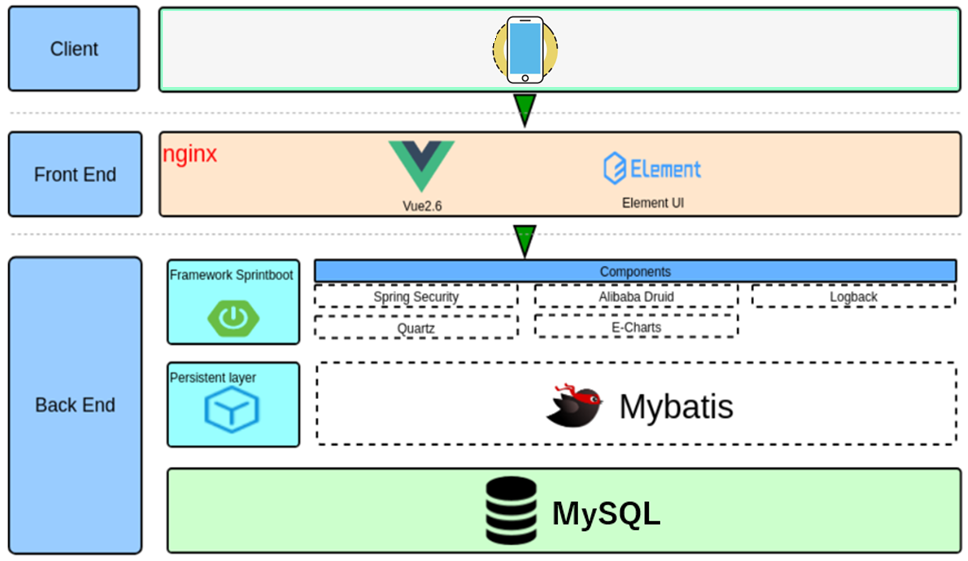 Client
Front End
nginx
Vue2.6
Element
Element UI
Back End
Framework Sprintboot
Components
Spring Security
Alibaba Druid
Logback
Quartz
E-Charts
Persistent layer
Mybatis
MySQL